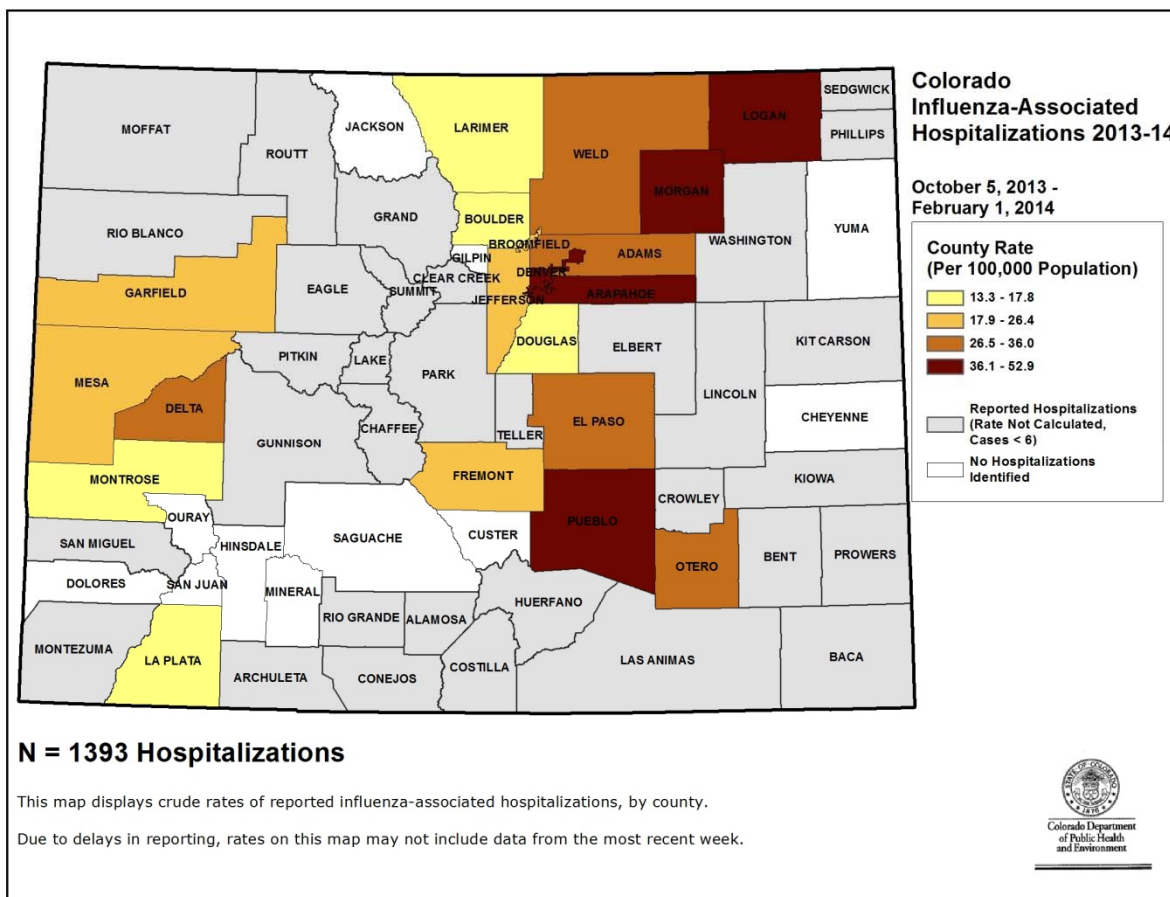 Colorado
Influenza-Associated
Hospitalizations 2013-14
October 5, 2013 -
February 1, 2014
County Rate
(Per 100,000 Population)
13.3 - 17.8
17.9 - 26.4
26.5 - 36.0
36.1 - 52.9
Reported Hospitalizations
(Rate Not Calculated,
Cases < 6)
No Hospitalizations
Identified
MOFFAT
ROUTT
JACKSON
LARIMER
WELD
LOGAN
SEDGWICK
PHILLIPS
MORGAN
RIO BLANCO
GRAND
BOULDER
BROOMFIELD
WASHINGTON
YUMA
GARFIELD
EAGLE
GILPIN
CLEAR CREEK
SUMMIT
DENVER
ADAMS
JEFFERSON
ARAPAHOE
DOUGLAS
ELBERT
KIT CARSON
PITKIN
LAKE
PARK
LINCOLN
MESA
DELTA
GUNNISON
CHAFFEE
TELLER
EL PASO
CHEYENNE
MONTROSE
FREMONT
KIOWA
OURAY
CROWLEY
SAN MIGUEL
HINSDALE
SAGUACHE
CUSTER
PUEBLO
OTERO
BENT
PROWERS
DOLORES
SAN JUAN
MINERAL
RIO GRANDE
ALAMOSA
HUERFANO
MONTEZUMA
LA PLATA
ARCHULETA
CONEJOS
COSTILLA
LAS ANIMAS
BACA
N = 1393 Hospitalizations
This map displays crude rates of reported influenza-associated hospitalizations, by county.
Due to delays in reporting, rates on this map may not include data from the most recent week.
STATE OF COLORADO
1876
Colorado Department
of Public Health
and Environment